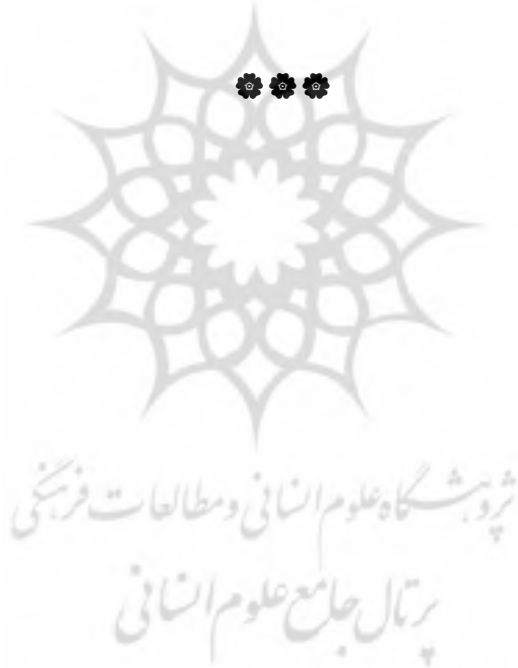 پژوهشگاه علوم انسانی و مطالعات فرهنگی
پرتال جامع علوم انسانی